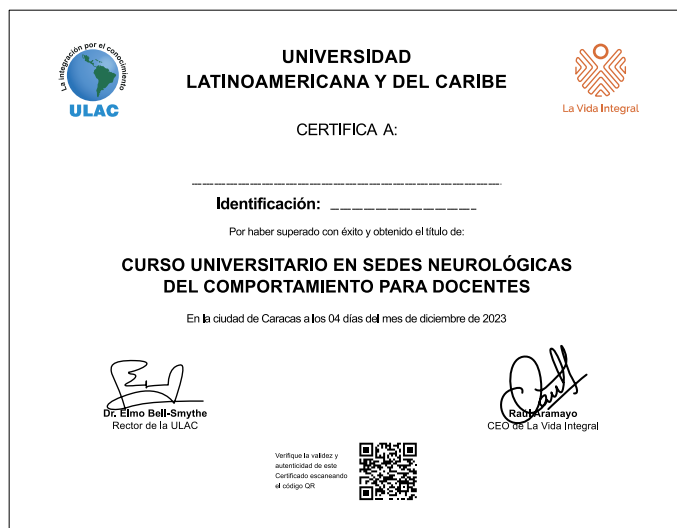 La integración por el conocimiento
ULAC
UNIVERSIDAD
LATINOAMERICANA Y DEL CARIBE
La Vida Integral
CERTIFICA A:
Identificación:
Por haber superado con éxito y obtenido el título de:
CURSO UNIVERSITARIO EN SEDES NEUROLÓGICAS
DEL COMPORTAMIENTO PARA DOCENTES
En la ciudad de Caracas a los 04 días del mes de diciembre de 2023
Dr. Elmo Bell-Smythe
Rector de la ULAC
Raúl Aramayo
CEO de La Vida Integral
Verifique la validez y
autenticidad de este
Certificado escaneando
el código QR